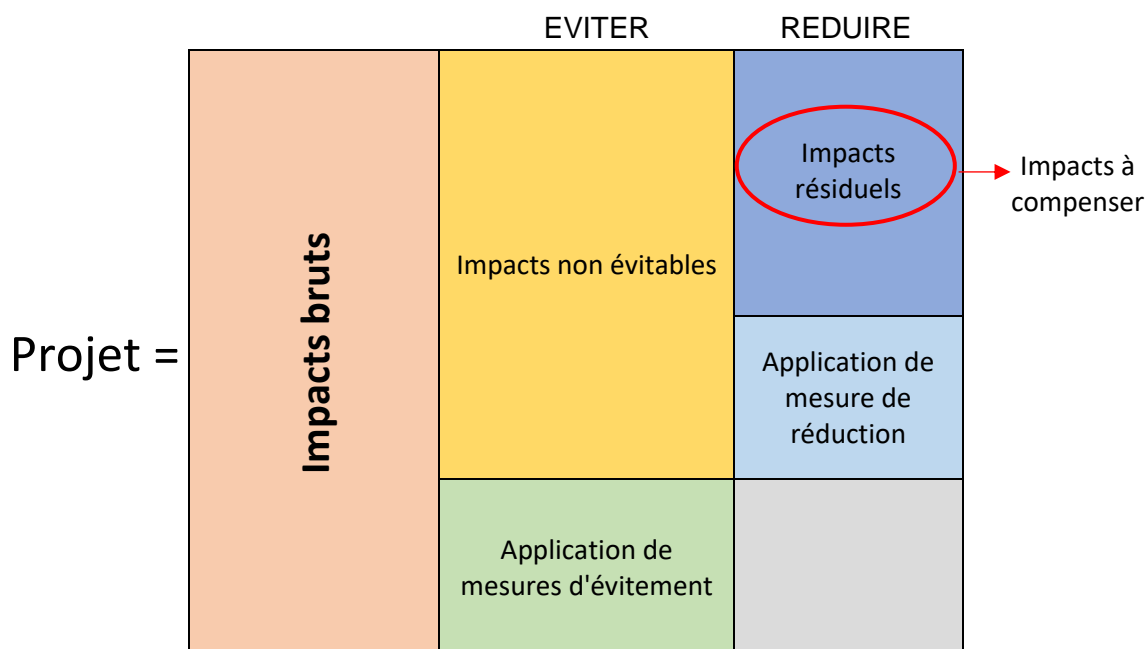 EVITER
REDUIRE
Projet =
Impacts bruts
Impacts non évitables
Application de
mesures d'évitement
Impacts
résiduels
Application de
mesure de
réduction
Impacts à
compenser